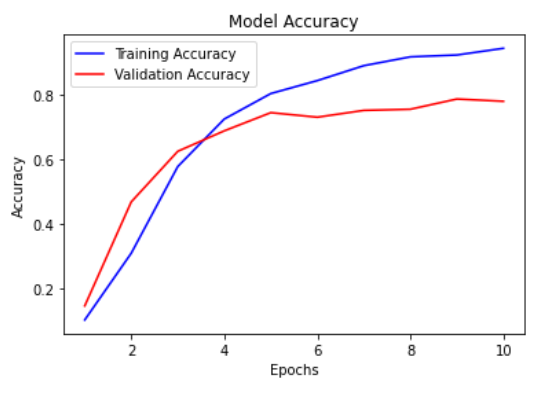 Model Accuracy
Training Accuracy
Validation Accuracy
0.8
0.6
0.4
0.2
Accuracy
2 4 6 8 10
Epochs